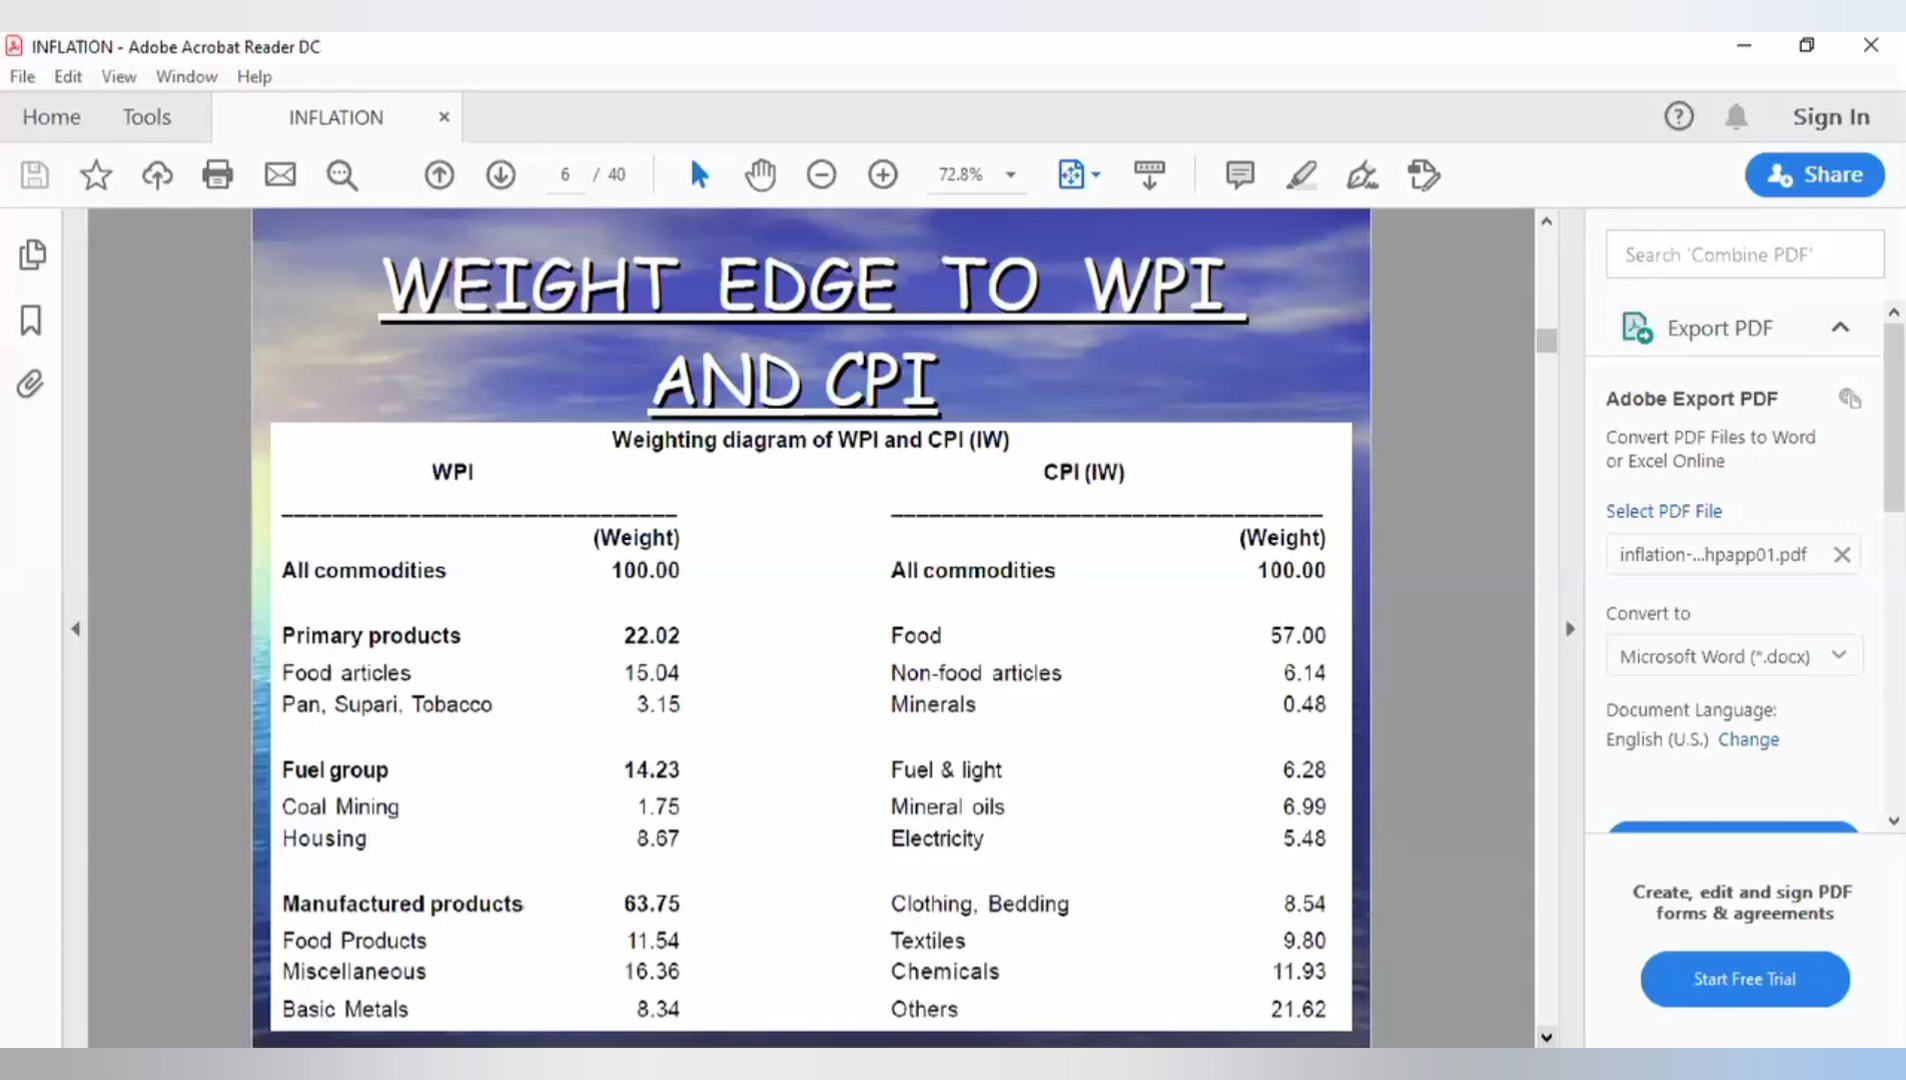 INFLATION - Adobe Acrobat Reader DC
File Edit View Window Help
Home Tools INFLATION Sign In
6 / 40 72.8% Share
WEIGHT EDGE TO WPI
AND CPI
Weighting diagram of WPI and CPI (IW)
WPI CPI (IW)
(Weight) (Weight)
All commodities 100.00 All commodities 100.00
Primary products 22.02 Food 57.00
Food articles 15.04 Non-food articles 6.14
Pan, Supari, Tobacco 3.15 Minerals 0.48
Fuel group 14.23 Fuel & light 6.28
Coal Mining 1.75 Mineral oils 6.99
Housing 8.67 Electricity 5.48
Manufactured products 63.75 Clothing, Bedding 8.54
Food Products 11.54 Textiles 9.80
Miscellaneous 16.36 Chemicals 11.93
Basic Metals 8.34 Others 21.62
Search 'Combine PDF'
Export PDF
Adobe Export PDF
Convert PDF Files to Word
or Excel Online
Select PDF File
inflation-...hpapp01.pdf
Convert to
Microsoft Word (*.docx)
Document Language:
English (U.S.) Change
Create, edit and sign PDF
forms & agreements
Start Free Trial